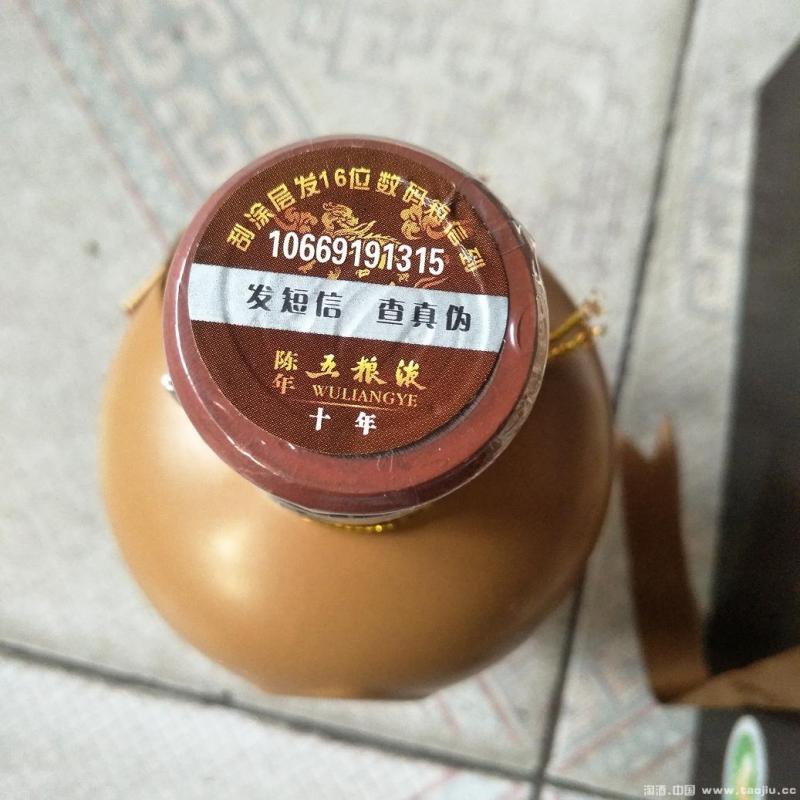 刮涂层发16位数码短信到
10669191315
发短信 查真伪
陈年 五粮液
WULIANGYE
十年
淘酒.中国 www.taojiu.cc